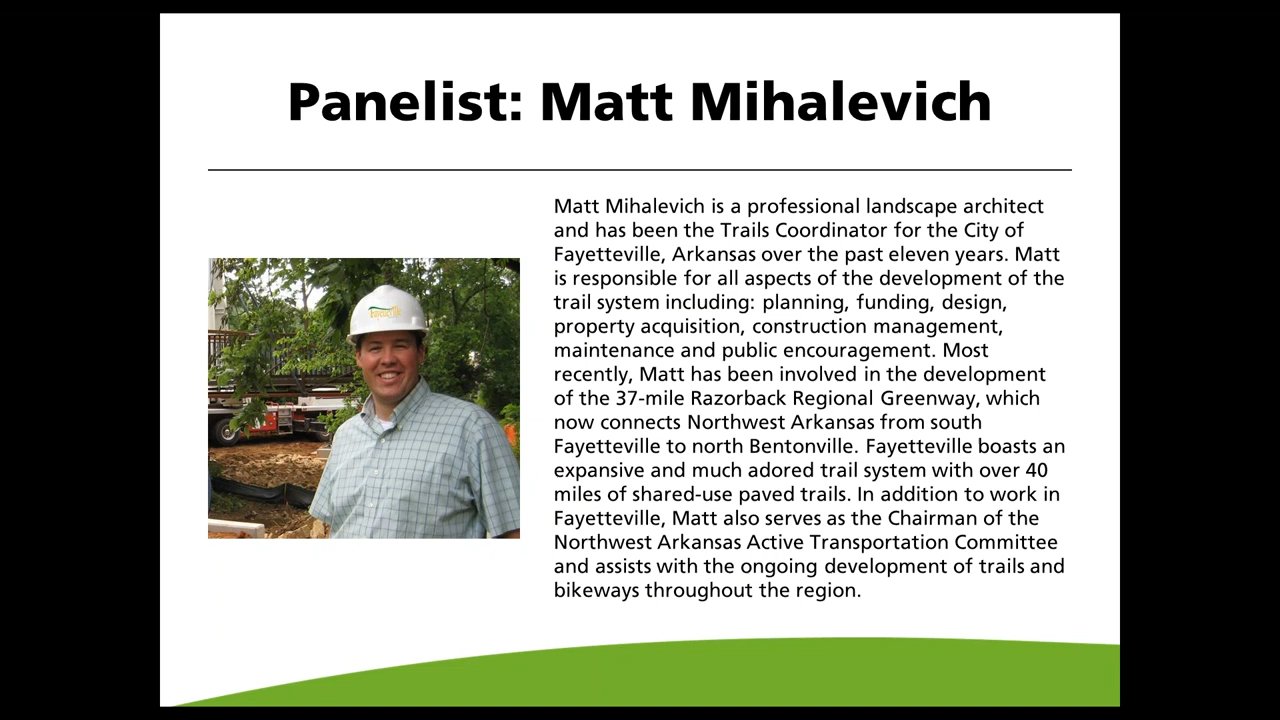 Panelist: Matt Mihalevich
Matt Mihalevich is a professional landscape architect
and has been the Trails Coordinator for the City of
Fayetteville, Arkansas over the past eleven years. Matt
is responsible for all aspects of the development of the
trail system including: planning, funding, design,
property acquisition, construction management,
maintenance and public encouragement. Most
recently, Matt has been involved in the development
of the 37-mile Razorback Regional Greenway, which
now connects Northwest Arkansas from south
Fayetteville to north Bentonville. Fayetteville boasts an
expansive and much adored trail system with over 40
miles of shared-use paved trails. In addition to work in
Fayetteville, Matt also serves as the Chairman of the
Northwest Arkansas Active Transportation Committee
and assists with the ongoing development of trails and
bikeways throughout the region.
Fayetteville